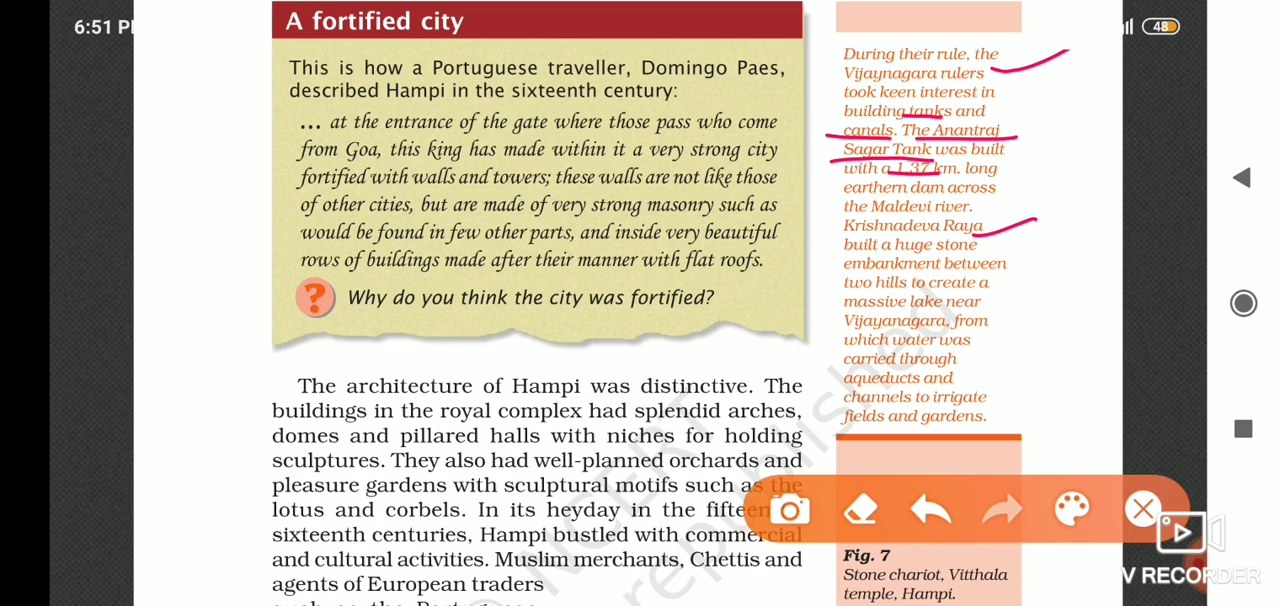 6:51 P
48
A fortified city
This is how a Portuguese traveller, Domingo Paes,
described Hampi in the sixteenth century:
... at the entrance of the gate where those pass who come
from Goa, this king has made within it a very strong city
fortified with walls and towers; these walls are not like those
of other cities, but are made of very strong masonry such as
would be found in few other parts, and inside very beautiful
rows of buildings made after their manner with flat roofs.
? Why do you think the city was fortified?
The architecture of Hampi was distinctive. The
buildings in the royal complex had splendid arches,
domes and pillared halls with niches for holding
sculptures. They also had well-planned orchards and
pleasure gardens with sculptural motifs such as the
lotus and corbels. In its heyday in the fifteen
sixteenth centuries, Hampi bustled with commercial
and cultural activities. Muslim merchants, Chettis and
agents of European traders
During their rule, the
Vijaynagara rulers
took keen interest in
building tanks and
canals. The Anantraj
Sagar Tank was built
with a 1.37 km. long
earthern dam across
the Maldevi river.
Krishnadeva Raya
built a huge stone
embankment between
two hills to create a
massive lake near
Vijayanagara, from
which water was
carried through
aqueducts and
channels to irrigate
fields and gardens.
Fig. 7
Stone chariot, Vitthala
temple, Hampi.
V RECORDER
NCERT
republished